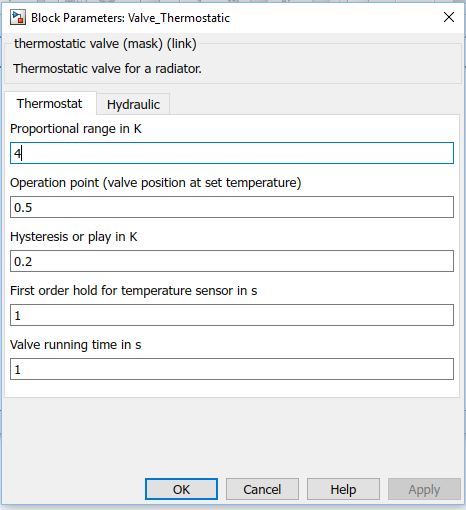 Block Parameters: Valve_Thermostatic
thermostatic valve (mask) (link)
Thermostatic valve for a radiator.
Thermostat Hydraulic
Proportional range in K
4
Operation point (valve position at set temperature)
0.5
Hysteresis or play in K
0.2
First order hold for temperature sensor in s
1
Valve running time in s
1
OK Cancel Help Apply